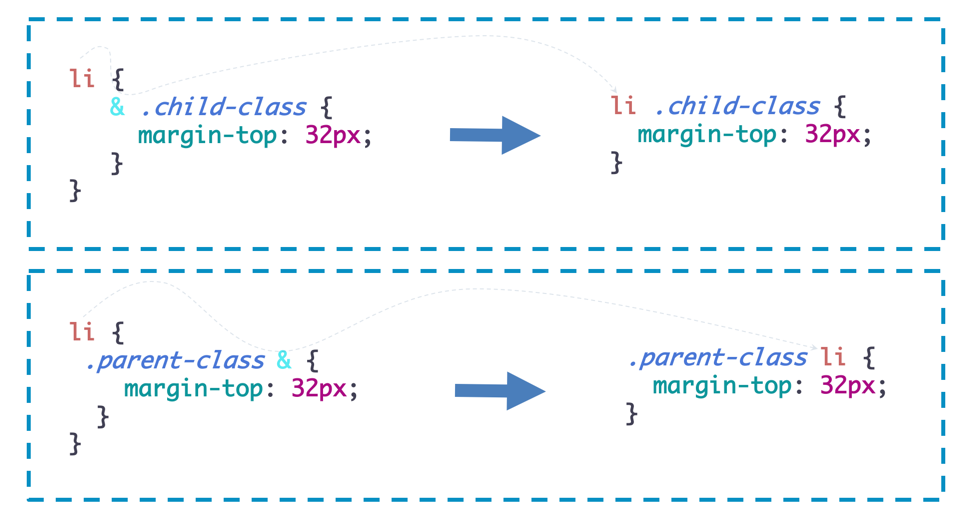 li {
& .child-class {
margin-top: 32px;
}
}
li .child-class {
margin-top: 32px;
}
li {
.parent-class & {
margin-top: 32px;
}
}
.parent-class li {
margin-top: 32px;
}